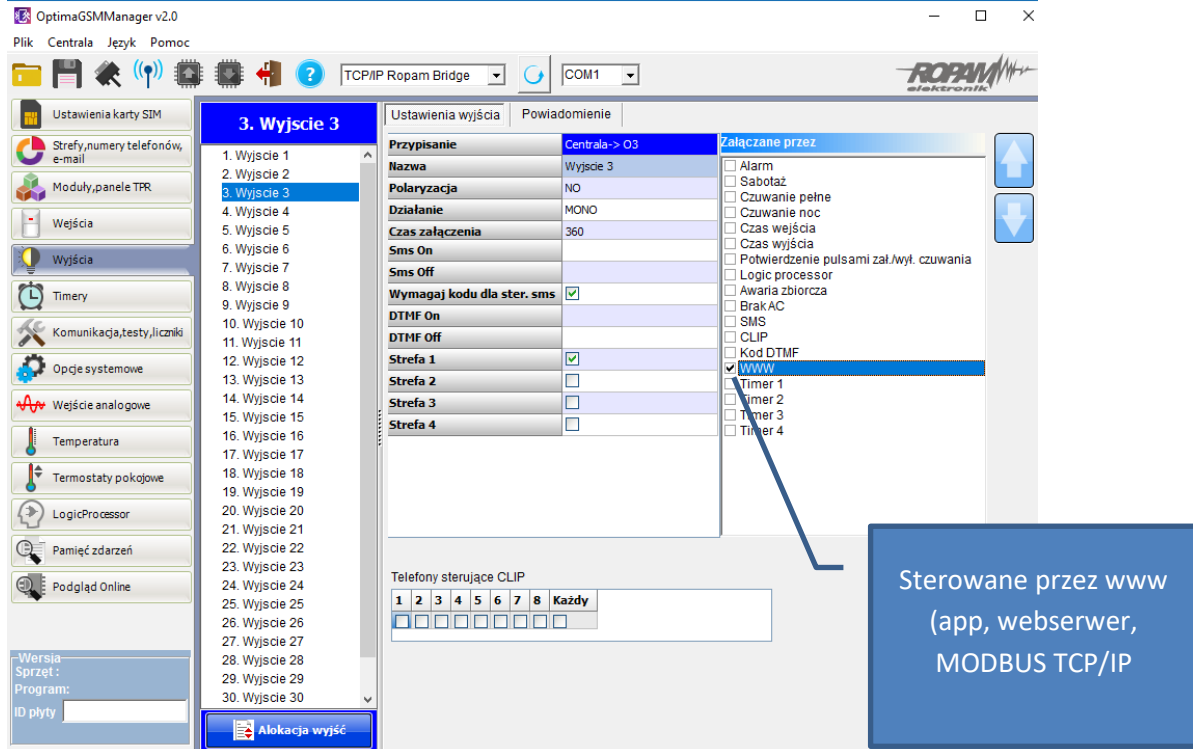 OptimaGSMManager v2.0
Plik Centrala Język Pomoc
TCP/IP Ropam Bridge
COM1
ROPAM
elektronik
Ustawienia karty SIM
Strefy,numery telefonów,
e-mail
Moduły,panele TPR
Wejścia
Wyjścia
Timery
Komunikacja,testy,liczniki
Opcje systemowe
Wejście analogowe
Temperatura
Termostaty pokojowe
LogicProcessor
Pamięć zdarzeń
Podgląd Online
Wersja
Sprzęt :
Program:
ID płyty
3. Wyjscie 3
1. Wyjscie 1
2. Wyjscie 2
3. Wyjscie 3
4. Wyjscie 4
5. Wyjscie 5
6. Wyjscie 6
7. Wyjscie 7
8. Wyjscie 8
9. Wyjscie 9
10. Wyjscie 10
11. Wyjscie 11
12. Wyjscie 12
13. Wyjscie 13
14. Wyjscie 14
15. Wyjscie 15
16. Wyjscie 16
17. Wyjscie 17
18. Wyjscie 18
19. Wyjscie 19
20. Wyjscie 20
21. Wyjscie 21
22. Wyjscie 22
23. Wyjscie 23
24. Wyjscie 24
25. Wyjscie 25
26. Wyjscie 26
27. Wyjscie 27
28. Wyjscie 28
29. Wyjscie 29
30. Wyjscie 30
Alokacja wyjść
Ustawienia wyjścia Powiadomienie
Przypisanie Centrala-> O3
Nazwa Wyjscie 3
Polaryzacja NO
Działanie MONO
Czas załączenia 360
Sms On
Sms Off
Wymagaj kodu dla ster. sms
DTMF On
DTMF Off
Strefa 1
Strefa 2
Strefa 3
Strefa 4
Załączane przez
Alarm
Sabotaż
Czuwanie pełne
Czuwanie noc
Czas wejścia
Czas wyjścia
Potwierdzenie pulsami zał./wył. czuwania
Logic processor
Awaria zbiorcza
Brak AC
SMS
CLIP
Kod DTMF
WWW
Timer 1
Timer 2
Timer 3
Timer 4
Telefony sterujące CLIP
1 2 3 4 5 6 7 8 Każdy
Sterowane przez www
(app, webserwer,
MODBUS TCP/IP